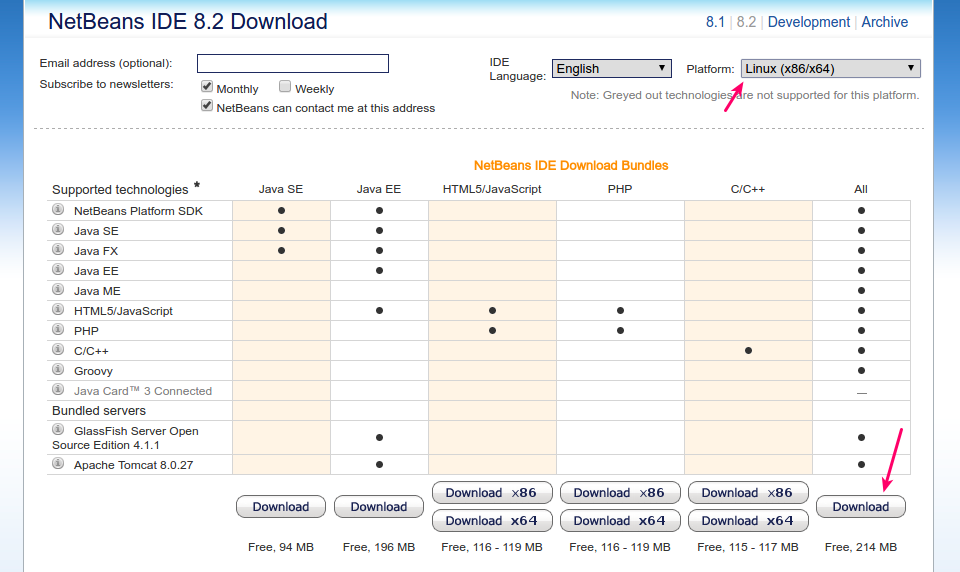 NetBeans IDE 8.2 Download
8.1 | 8.2 | Development | Archive
Email address (optional):
IDE Language: English
Platform: Linux (x86/x64)
Subscribe to newsletters:
Monthly Weekly
NetBeans can contact me at this address
Note: Greyed out technologies are not supported for this platform.
NetBeans IDE Download Bundles
Supported technologies * Java SE Java EE HTML5/JavaScript PHP C/C++ All
NetBeans Platform SDK • • •
Java SE • • •
Java FX • • •
Java EE • •
Java ME •
HTML5/JavaScript • • • •
PHP • • •
C/C++ • •
Groovy •
Java Card™ 3 Connected —
Bundled servers
GlassFish Server Open
Source Edition 4.1.1 • •
Apache Tomcat 8.0.27 • •
Download Download Download x86 Download x86 Download x86 Download
Download x64 Download x64 Download x64
Free, 94 MB Free, 196 MB Free, 116 - 119 MB Free, 116 - 119 MB Free, 115 - 117 MB Free, 214 MB